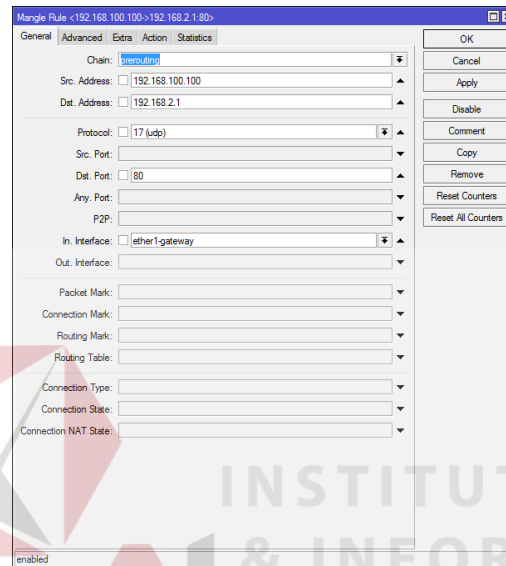 Mangle Rule <192.168.100.100->192.168.2.1:80>
General Advanced Extra Action Statistics
Chain: prerouting
Src. Address: 192.168.100.100
Dst. Address: 192.168.2.1
Protocol: 17 (udp)
Src. Port:
Dst. Port: 80
Any. Port:
P2P:
In. Interface: ether1-gateway
Out. Interface:
Packet Mark:
Connection Mark:
Routing Mark:
Routing Table:
Connection Type:
Connection State:
Connection NAT State:
enabled
OK
Cancel
Apply
Disable
Comment
Copy
Remove
Reset Counters
Reset All Counters
INSTITUT
& INFOR